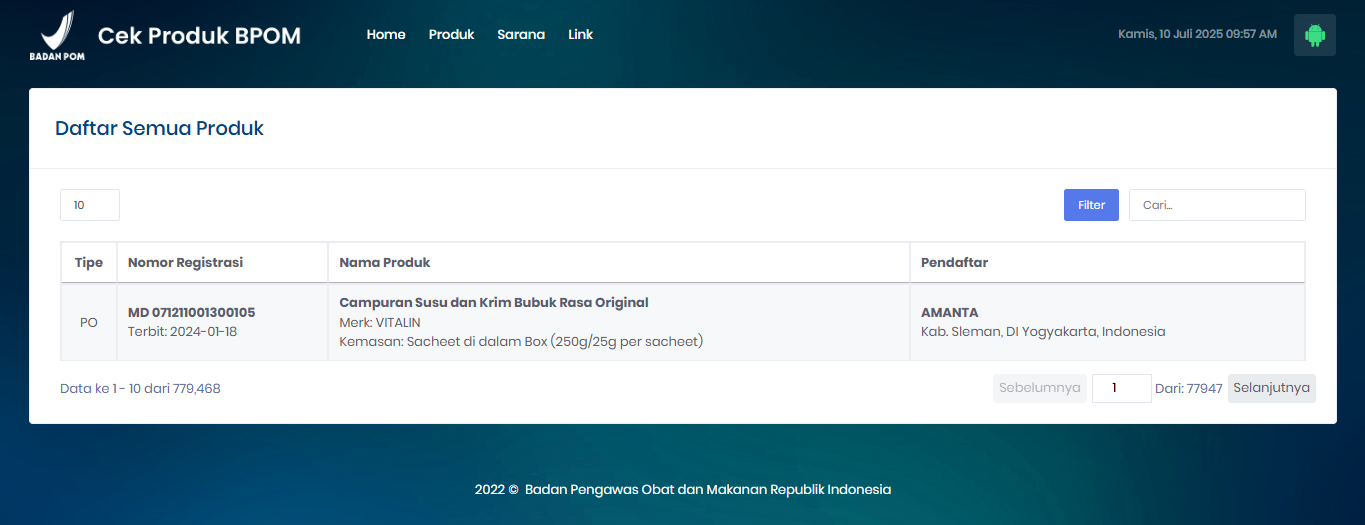 BADAN POM
Cek Produk BPOM
Home Produk Sarana Link
Kamis, 10 Juli 2025 09:57 AM
Daftar Semua Produk
10
Filter
Cari...
Tipe Nomor Registrasi Nama Produk Pendaftar
PO
MD 071211001300105
Terbit: 2024-01-18
Campuran Susu dan Krim Bubuk Rasa Original
Merk: VITALIN
Kemasan: Sacheet di dalam Box (250g/25g per sacheet)
AMANTA
Kab. Sleman, DI Yogyakarta, Indonesia
Data ke 1 - 10 dari 779,468
Sebelumnya 1 Dari: 77947 Selanjutnya
2022 © Badan Pengawas Obat dan Makanan Republik Indonesia